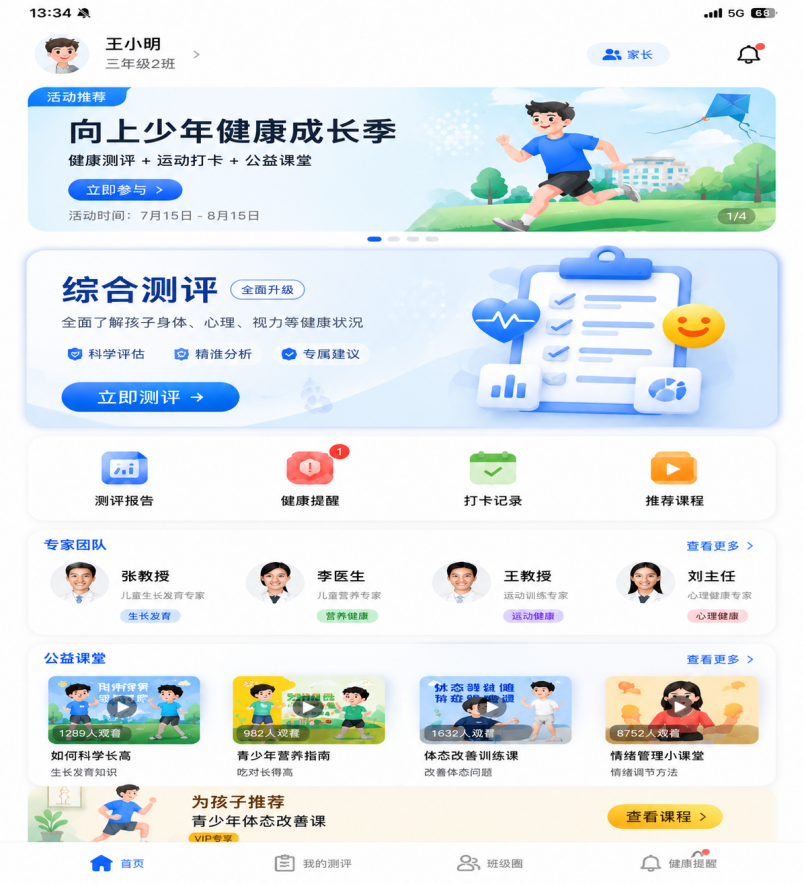 13:34
5G 68
王小明
三年级2班
家长
活动推荐
向上少年健康成长季
健康测评 + 运动打卡 + 公益课堂
立即参与 >
活动时间: 7月15日 - 8月15日
1/4
综合测评 全面升级
全面了解孩子身体、心理、视力等健康状况
科学评估 精准分析 专属建议
立即测评 →
1
测评报告 健康提醒 打卡记录 推荐课程
专家团队 查看更多 >
张教授 李医生 王教授 刘主任
儿童生长发育专家 儿童营养专家 运动训练专家 心理健康专家
生长发育 营养健康 运动健康 心理健康
公益课堂 查看更多 >
1289人观看 982人观看 1632人观看 8752人观看
如何科学长高 青少年营养指南 体态改善训练课 情绪管理小课堂
生长发育知识 吃对长得高 改善体态问题 情绪调节方法
为孩子推荐
青少年体态改善课
VIP专享
查看课程 >
首页 我的测评 班级圈 健康提醒